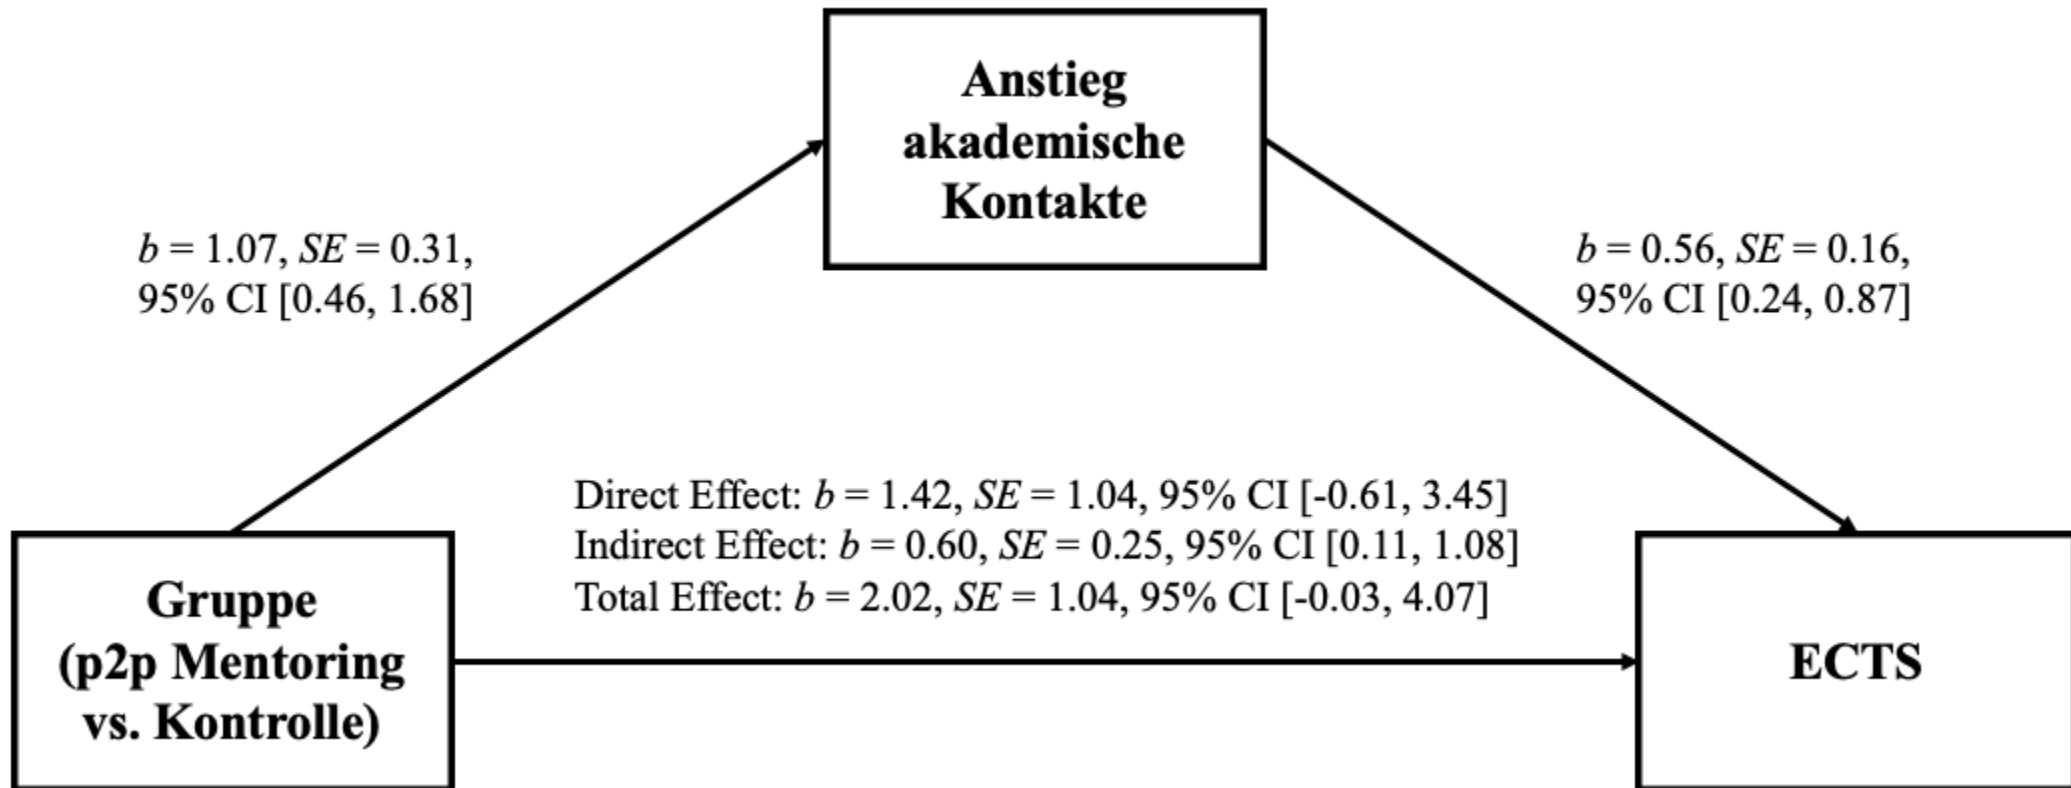 Anstieg
akademische
Kontakte
b = 1.07, SE = 0.31,
95% CI [0.46, 1.68]
b = 0.56, SE = 0.16,
95% CI [0.24, 0.87]
Direct Effect: b = 1.42, SE = 1.04, 95% CI [-0.61, 3.45]
Indirect Effect: b = 0.60, SE = 0.25, 95% CI [0.11, 1.08]
Total Effect: b = 2.02, SE = 1.04, 95% CI [-0.03, 4.07]
Gruppe
(p2p Mentoring
vs. Kontrolle)
ECTS